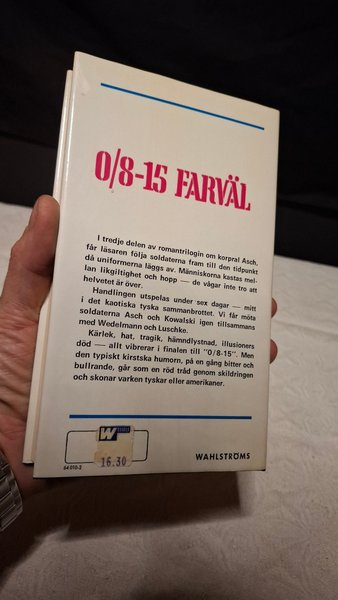 0/8-15 FARVÄL
I tredje delen av romantrilogin om korpral Asch,
får läsaren följa soldaterna fram till den tidpunkt
då uniformerna läggs av. Människorna kastas mel-
lan likgiltighet och hopp — de vågar inte tro att
helvetet är över.
Handlingen utspelas under sex dagar — mitt
i det kaotiska tyska sammanbrottet. Vi får möta
soldaterna Asch och Kowalski igen tillsammans
med Wedelmann och Luschke.
Kärlek, hat, tragik, hämndlystnad, illusioners
död — allt vibrerar i finalen till "0/8-15". Men
den typiskt kirstska humorn, på en gång bitter och
bullrande, går som en röd tråd genom skildringen
och skonar varken tyskar eller amerikaner.
W
16.30
64 010-3
WAHLSTRÖMS